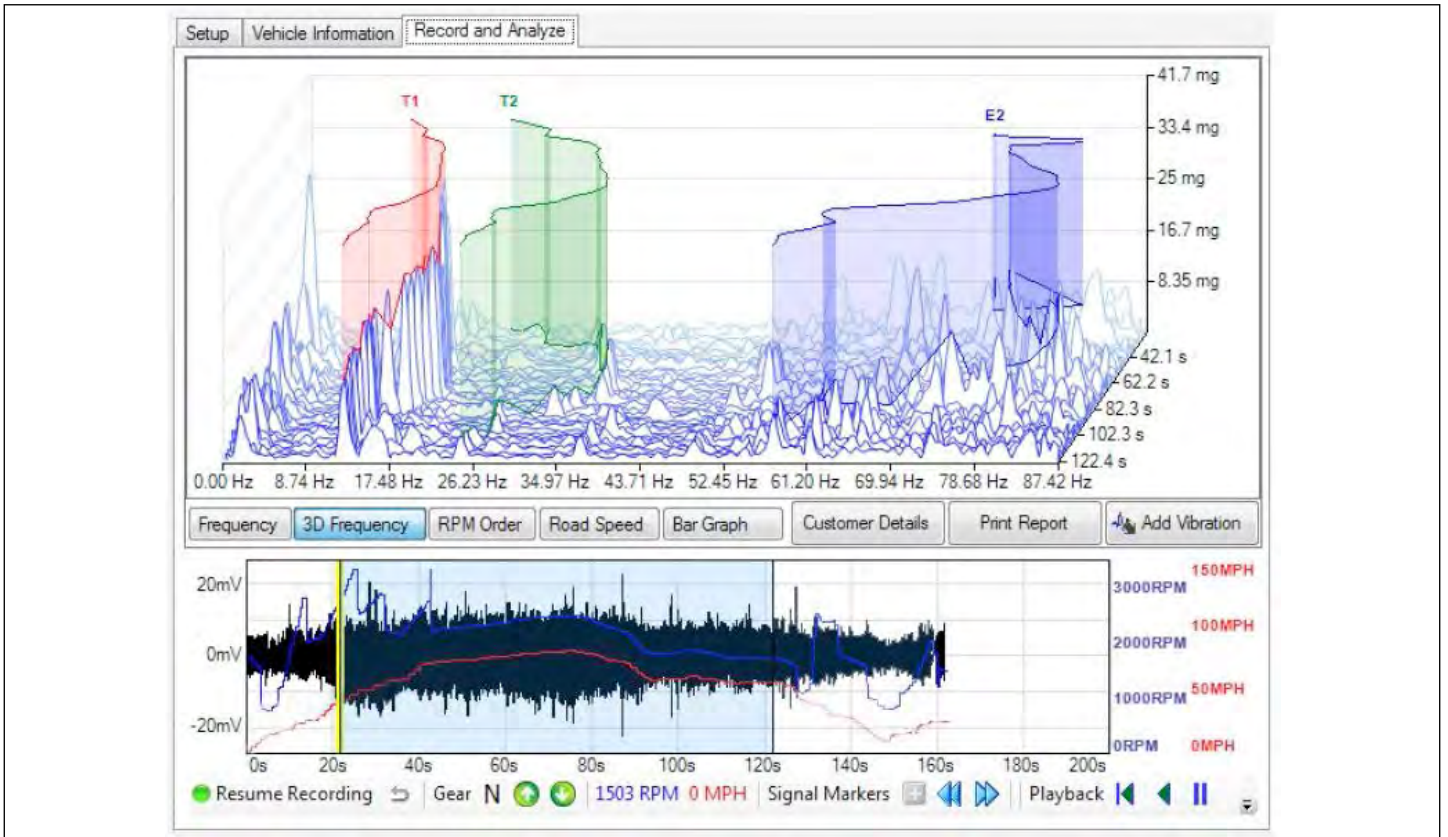 Setup Vehicle Information Record and Analyze
41.7 mg
T1 T2 E2
33.4 mg
25 mg
16.7 mg
8.35 mg
42.1 s
62.2 s
82.3 s
102.3 s
122.4 s
0.00 Hz 8.74 Hz 17.48 Hz 26.23 Hz 34.97 Hz 43.71 Hz 52.45 Hz 61.20 Hz 69.94 Hz 78.68 Hz 87.42 Hz
Frequency 3D Frequency RPM Order Road Speed Bar Graph Customer Details Print Report Add Vibration
150MPH
20mV 3000RPM
100MPH
0mV 2000RPM
50MPH
1000RPM
-20mV
0RPM 0MPH
0s 20s 40s 60s 80s 100s 120s 140s 160s 180s 200s
Resume Recording Gear N 1503 RPM 0 MPH Signal Markers Playback